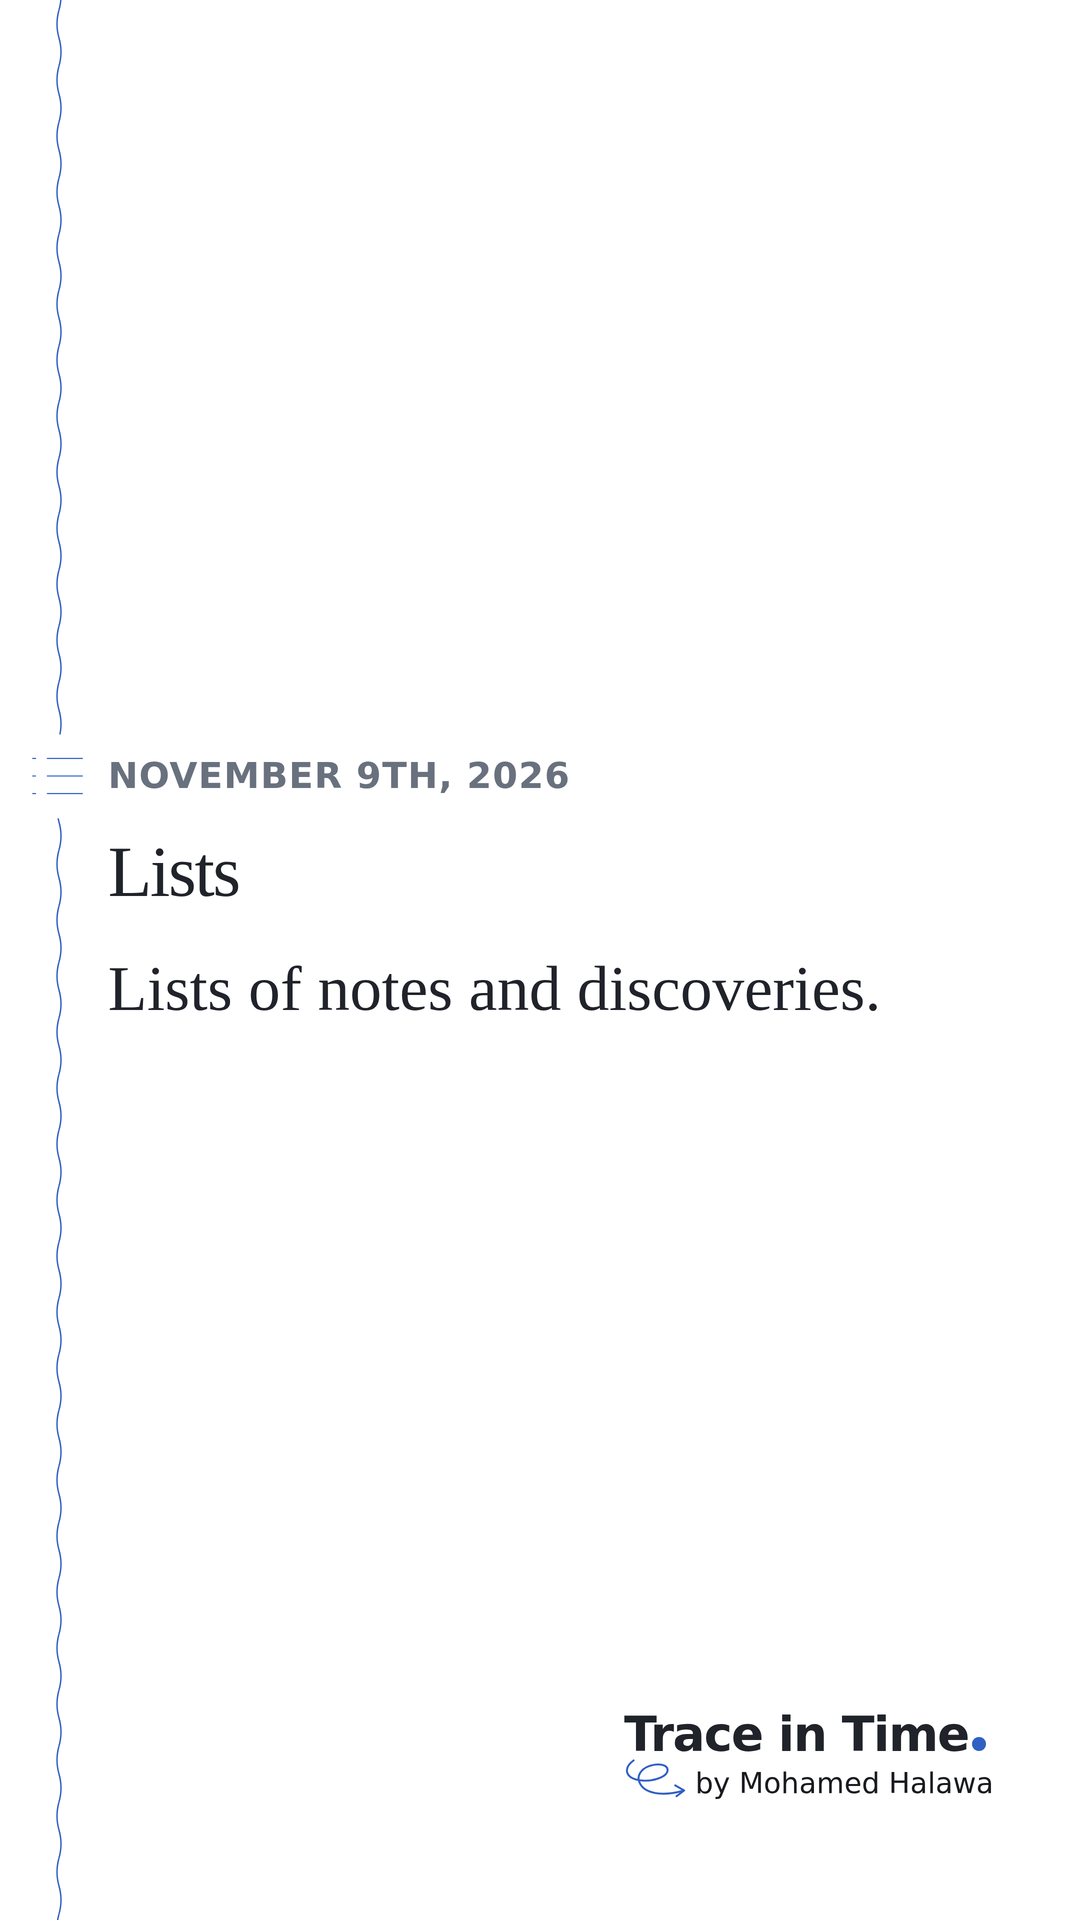 NOVEMBER 9TH, 2026
Lists
Lists of notes and discoveries.
Trace in Time.
by Mohamed Halawa